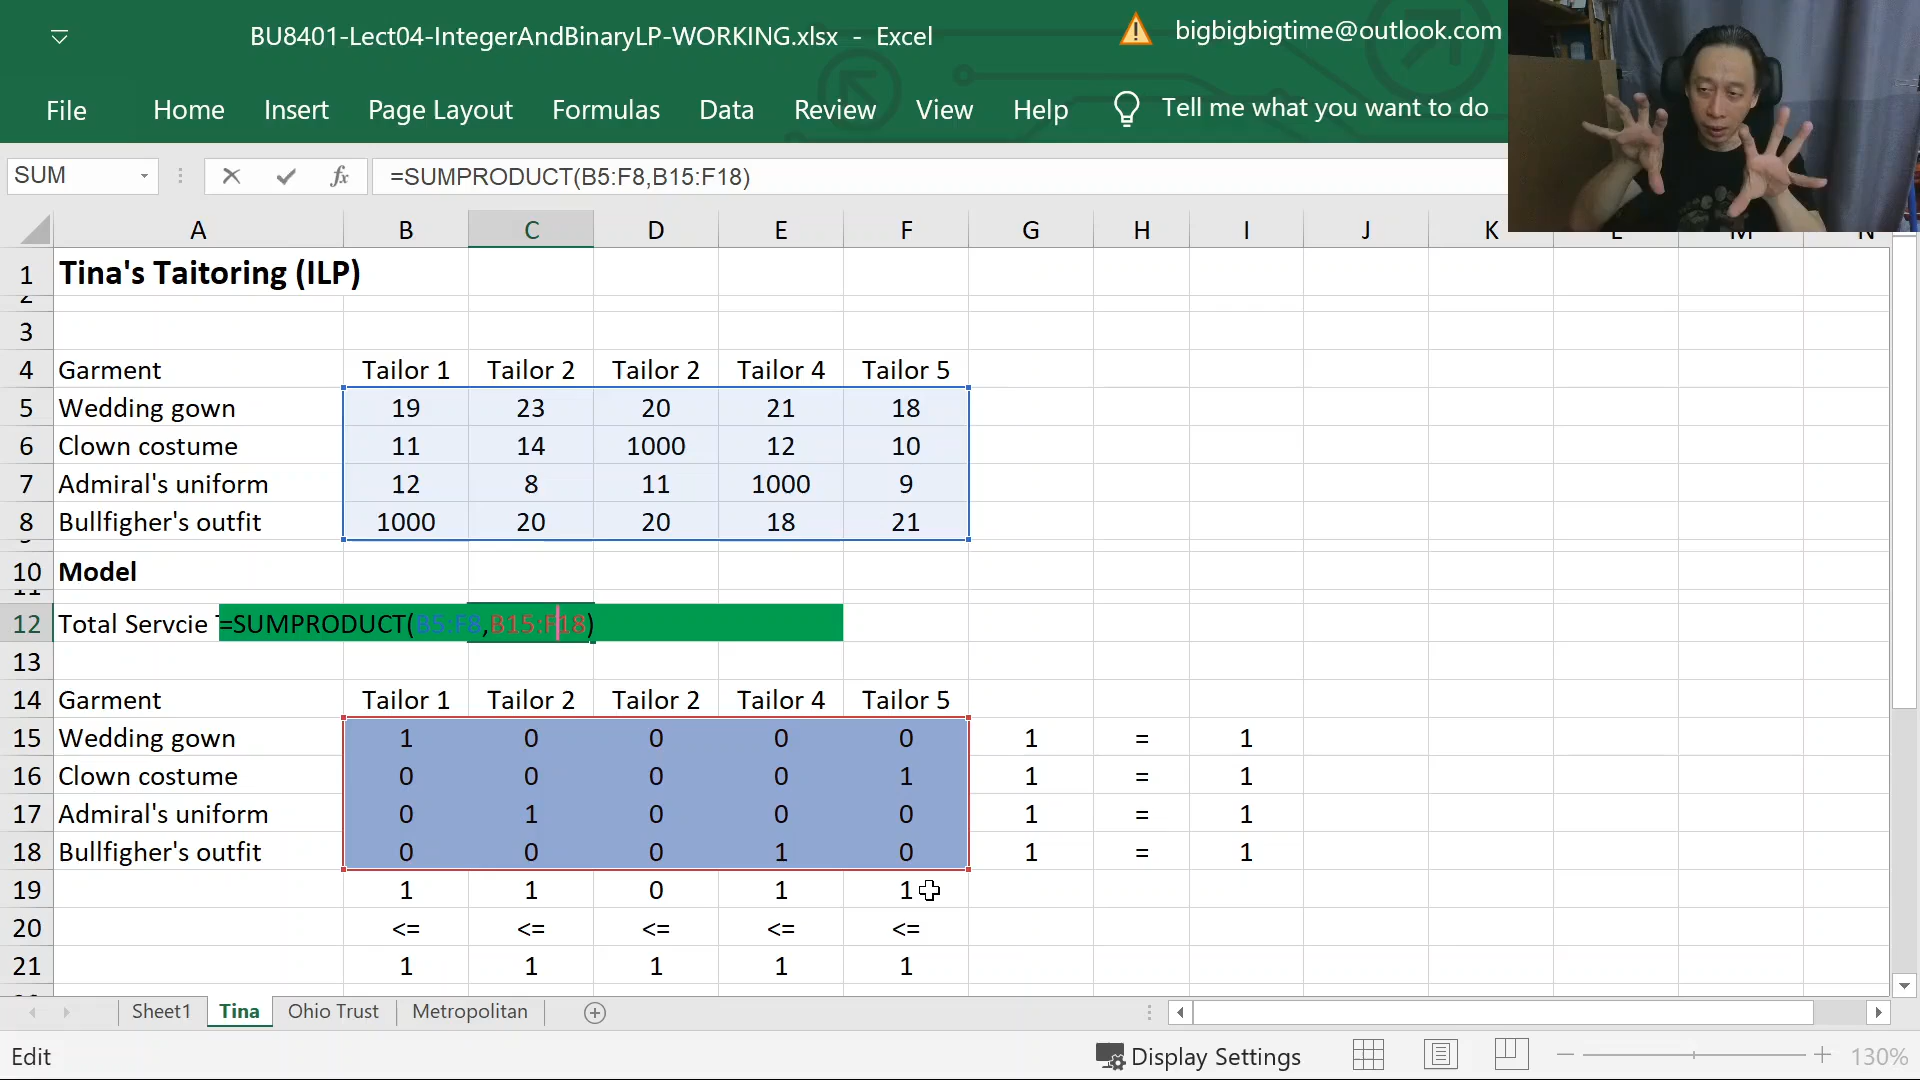 BU8401-Lect04-IntegerAndBinaryLP-WORKING.xlsx - Excel
bigbigbigtime@outlook.com
File Home Insert Page Layout Formulas Data Review View Help Tell me what you want to do
SUM fx =SUMPRODUCT(B5:F8,B15:F18)
A B C D E F G H I J K L M N
1 Tina's Taitoring (ILP)
2
3
4 Garment Tailor 1 Tailor 2 Tailor 2 Tailor 4 Tailor 5
5 Wedding gown 19 23 20 21 18
6 Clown costume 11 14 1000 12 10
7 Admiral's uniform 12 8 11 1000 9
8 Bullfigher's outfit 1000 20 20 18 21
9
10 Model
11
12 Total Servcie =SUMPRODUCT(B5:F8,B15:F18)
13
14 Garment Tailor 1 Tailor 2 Tailor 2 Tailor 4 Tailor 5
15 Wedding gown 1 0 0 0 0 1 = 1
16 Clown costume 0 0 0 0 1 1 = 1
17 Admiral's uniform 0 1 0 0 0 1 = 1
18 Bullfigher's outfit 0 0 0 1 0 1 = 1
19 1 1 0 1 1
20 <= <= <= <= <=
21 1 1 1 1 1
Sheet1 Tina Ohio Trust Metropolitan
Edit Display Settings 130%